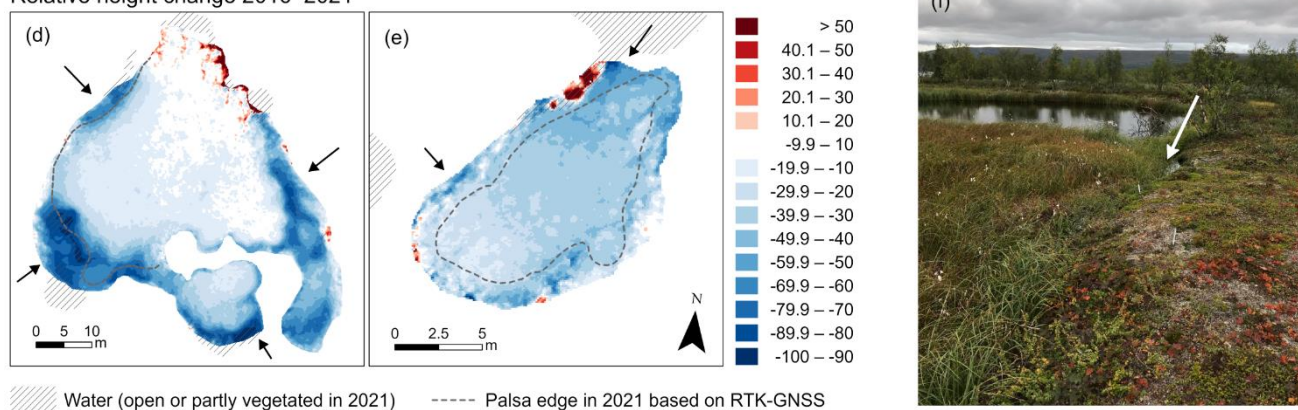 Relative height change
(d)
(e)
> 50
40.1 – 50
30.1 – 40
20.1 – 30
10.1 – 20
-9.9 – 10
-19.9 – -10
-29.9 – -20
-39.9 – -30
-49.9 – -40
-59.9 – -50
-69.9 – -60
-79.9 – -70
-89.9 – -80
-100 – -90
N
0 5 10
m
0 2.5 5
m
Water (open or partly vegetated in 2021)
Palsa edge in 2021 based on RTK-GNSS